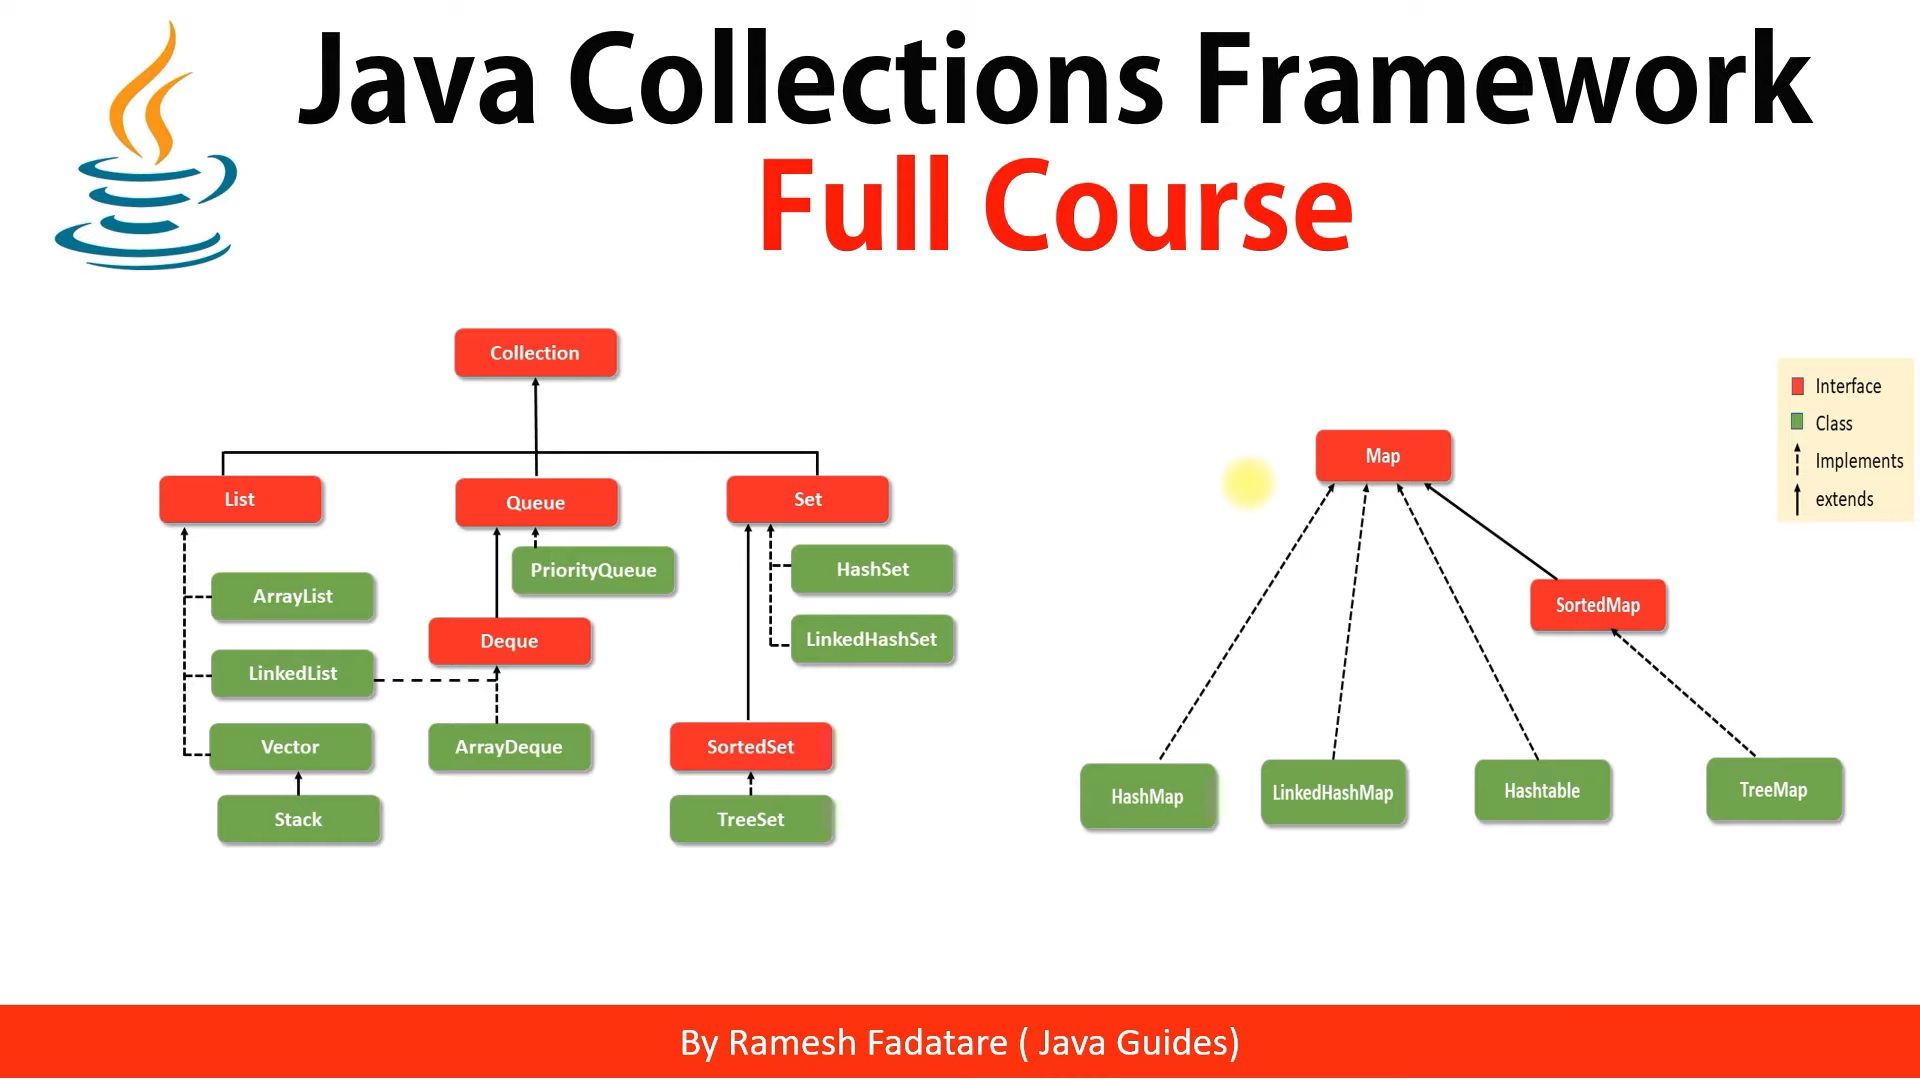 Java Collections Framework
Full Course
Collection
List
Queue
Set
PriorityQueue
HashSet
ArrayList
LinkedHashSet
Deque
LinkedList
Vector
ArrayDeque
SortedSet
Stack
TreeSet
Map
SortedMap
HashMap
LinkedHashMap
Hashtable
TreeMap
Interface
Class
Implements
extends
By Ramesh Fadatare ( Java Guides)